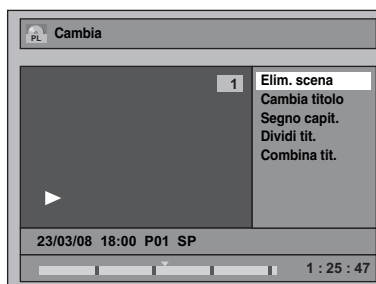 PL Cambia
1
Elim. scena
Cambia titolo
Segno capit.
Dividi tit.
Combina tit.
23/03/08 18:00 P01 SP
1 : 25 : 47